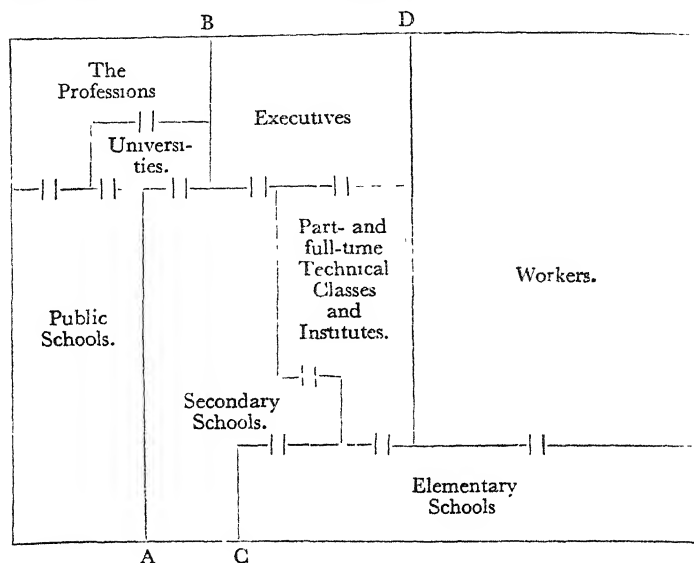 B
D
The
Professions
Executives
Universi-
ties.
Part- and
full-time
Technical
Classes
and
Institutes.
Workers.
Public
Schools.
Secondary
Schools.
Elementary
Schools
A
C